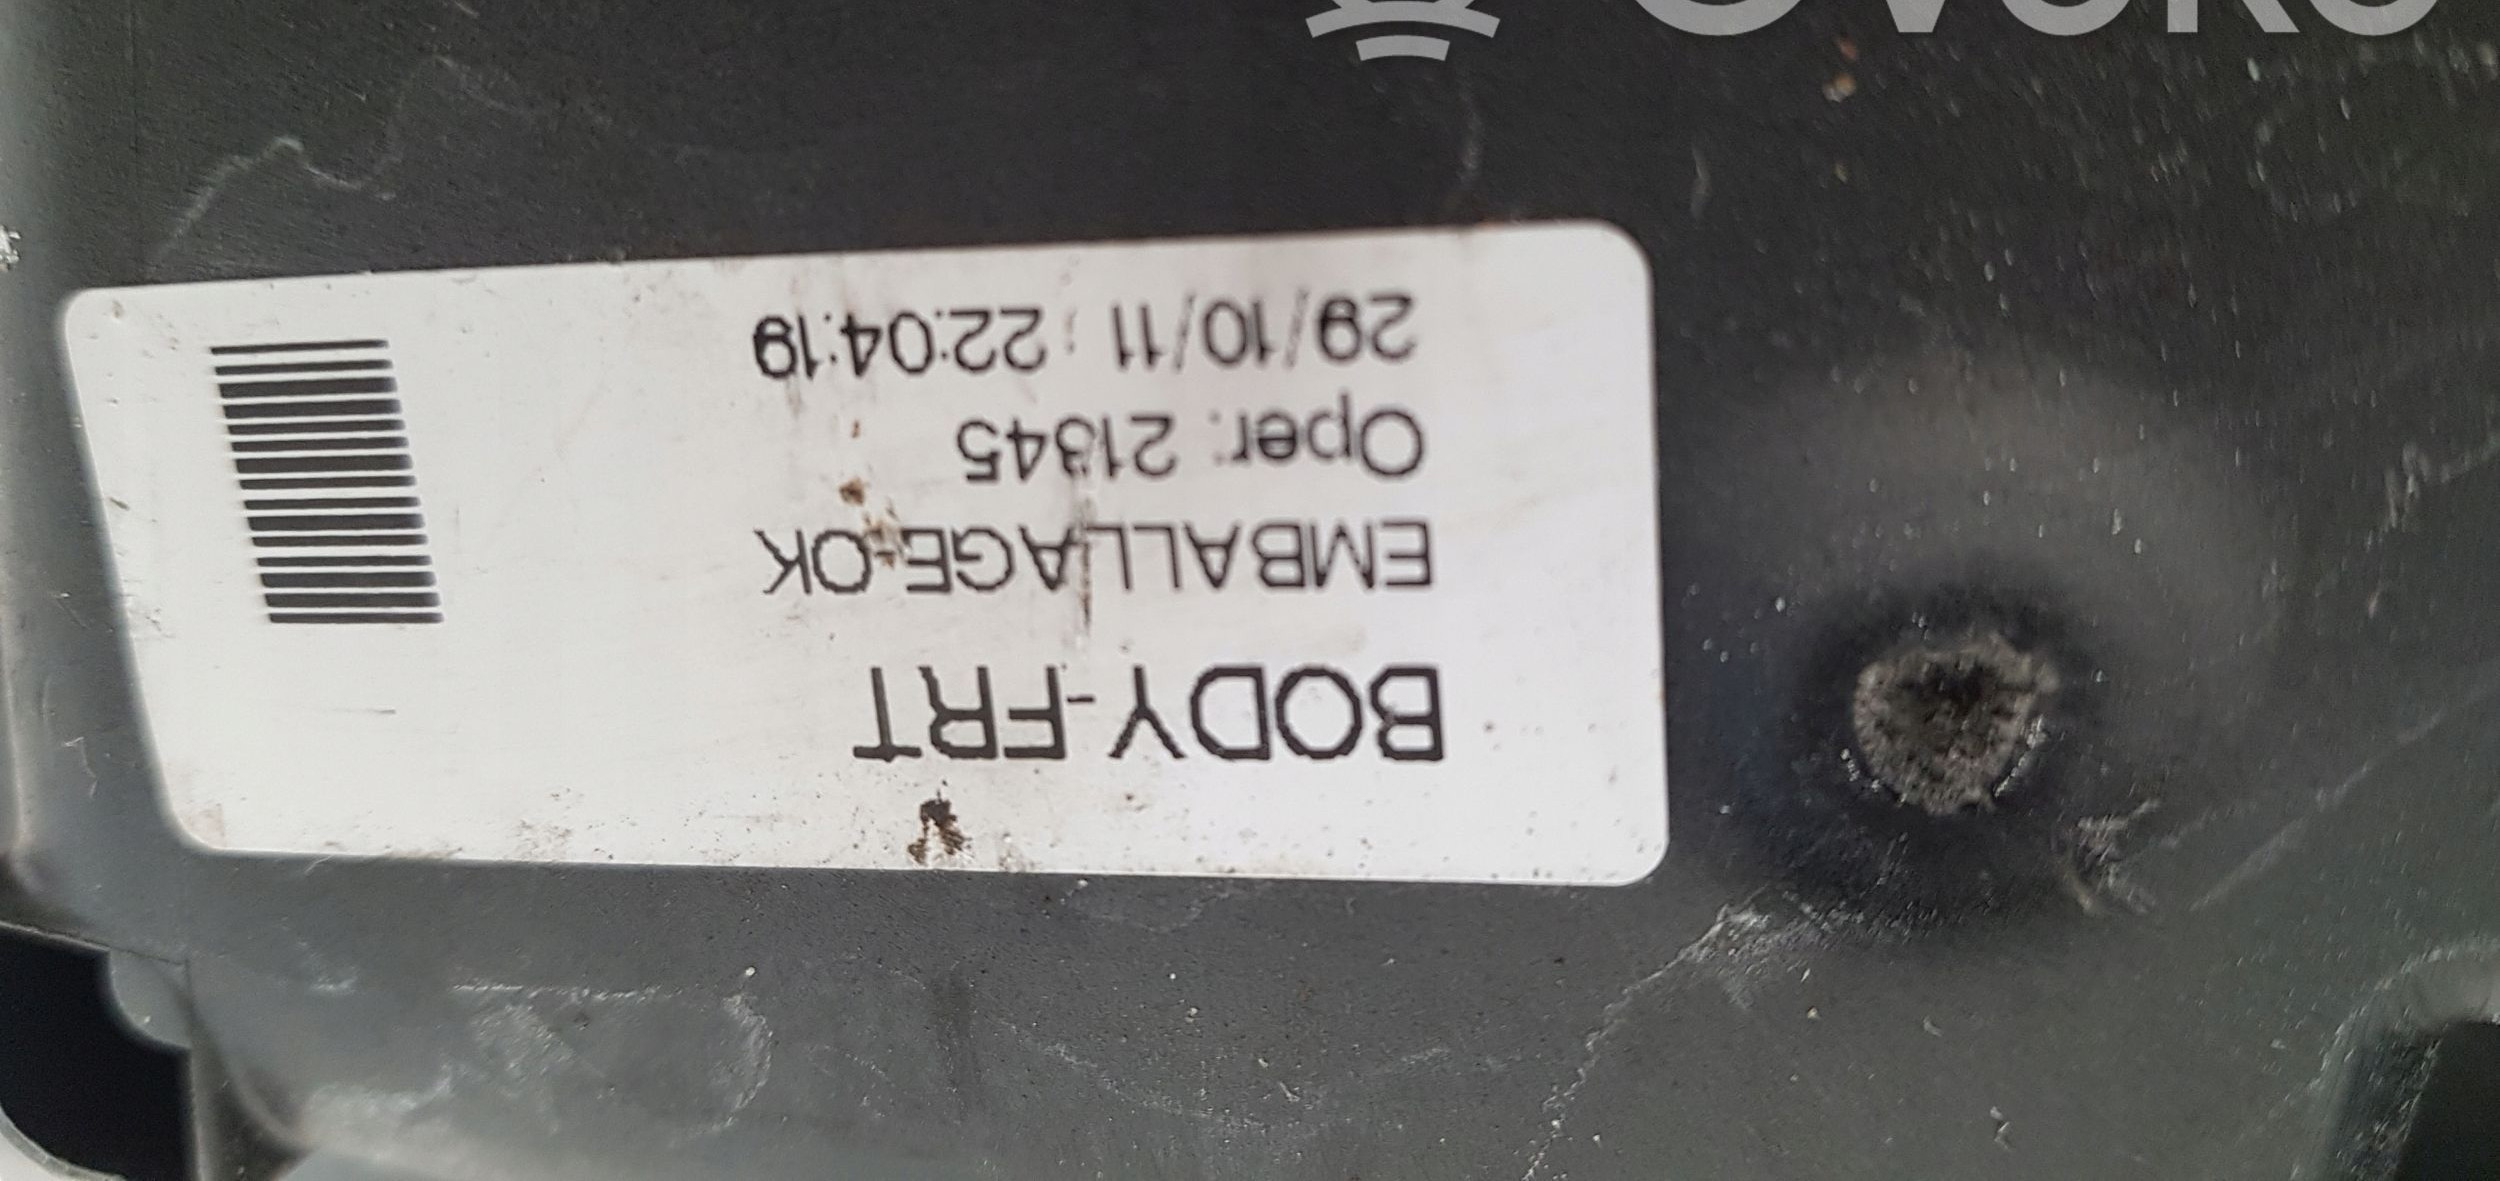 BODY-FRT
EMBALLAGE-OK
Oper: 21345
29/10/11 : 22:04:19